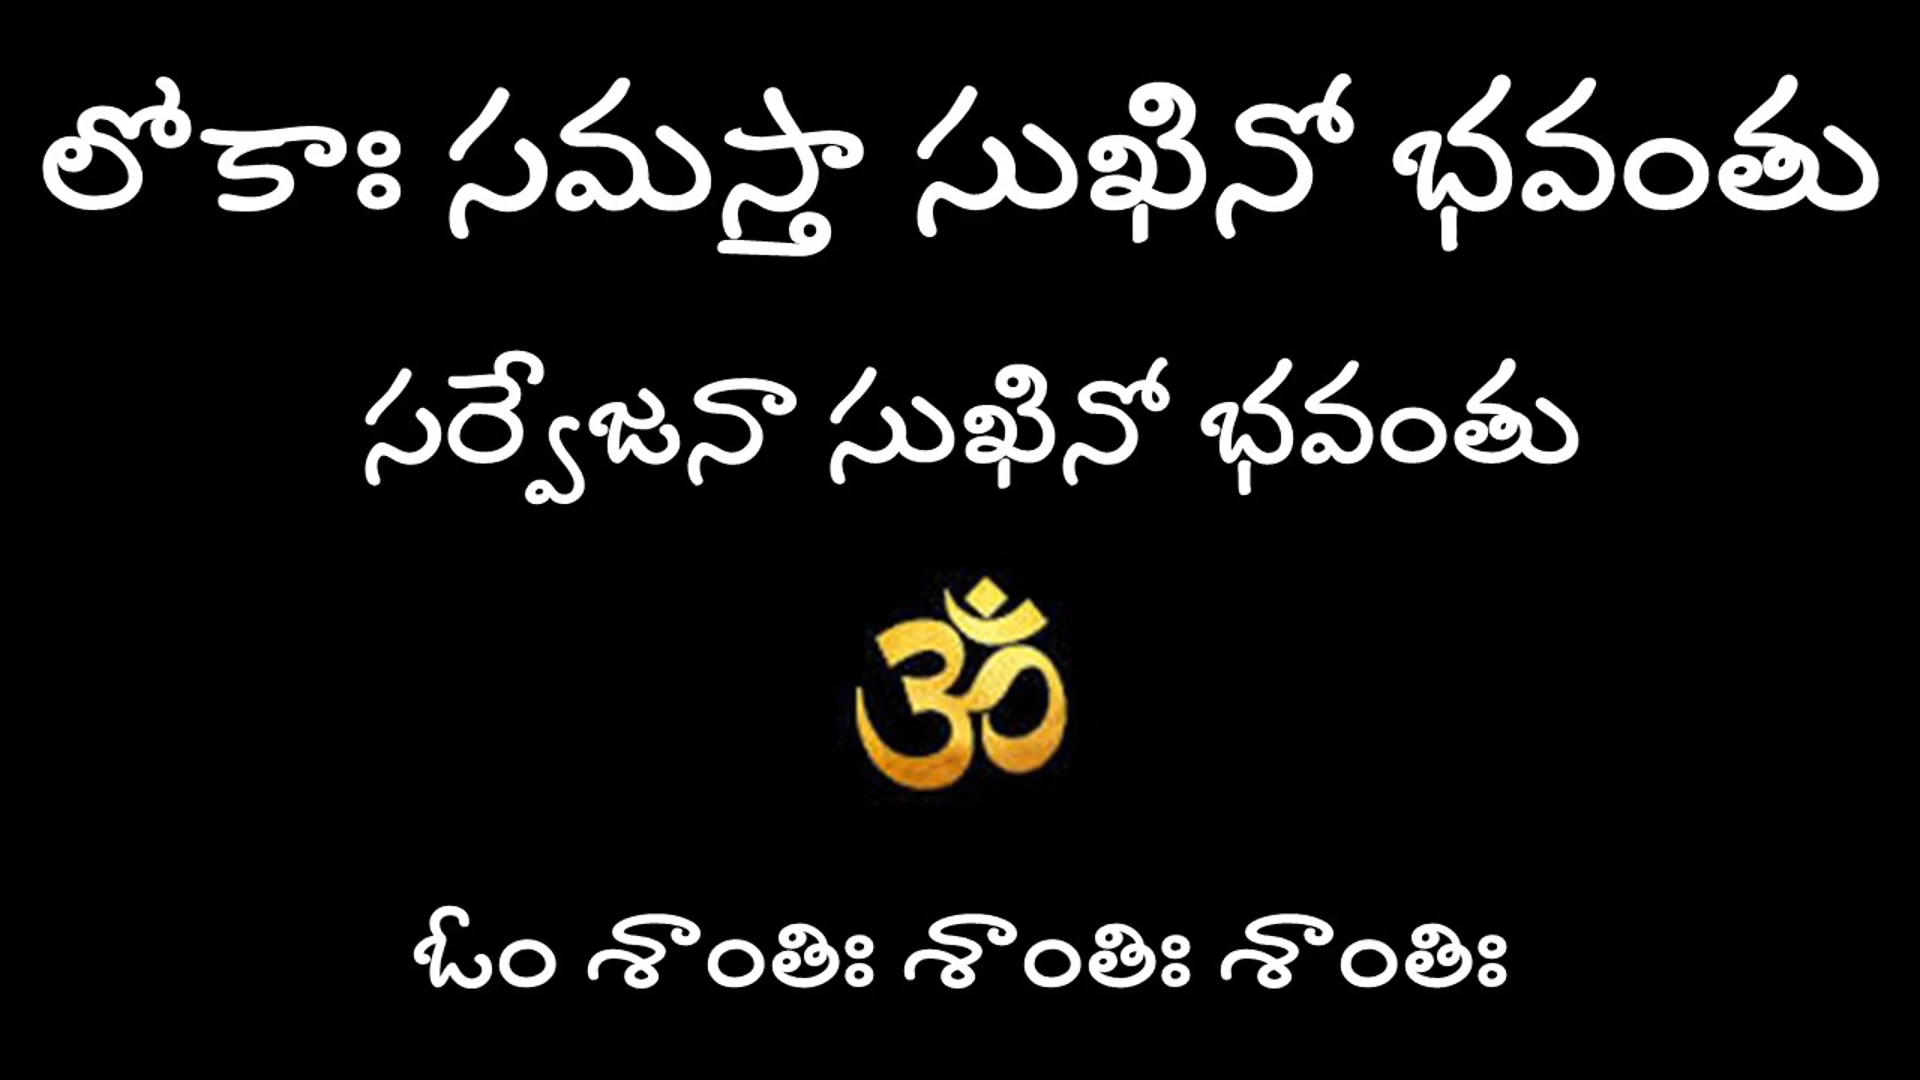 లోకాః సమస్తా సుఖినో భవంతు
సర్వేజనా సుఖినో భవంతు
ॐ
ఓం శాంతిః శాంతిః శాంతిః